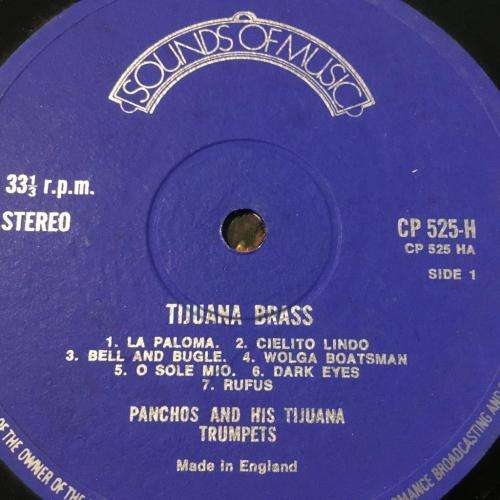 SOUNDS OF MUSIC
33⅓ r.p.m.
STEREO
CP 525-H
CP 525 HA
SIDE 1
TIJUANA BRASS
1. LA PALOMA. 2. CIELITO LINDO
3. BELL AND BUGLE. 4. WOLGA BOATSMAN
5. O SOLE MIO. 6. DARK EYES
7. RUFUS
PANCHOS AND HIS TIJUANA
TRUMPETS
Made in England
OF THE OWNER OF THE
BROADCASTING AND